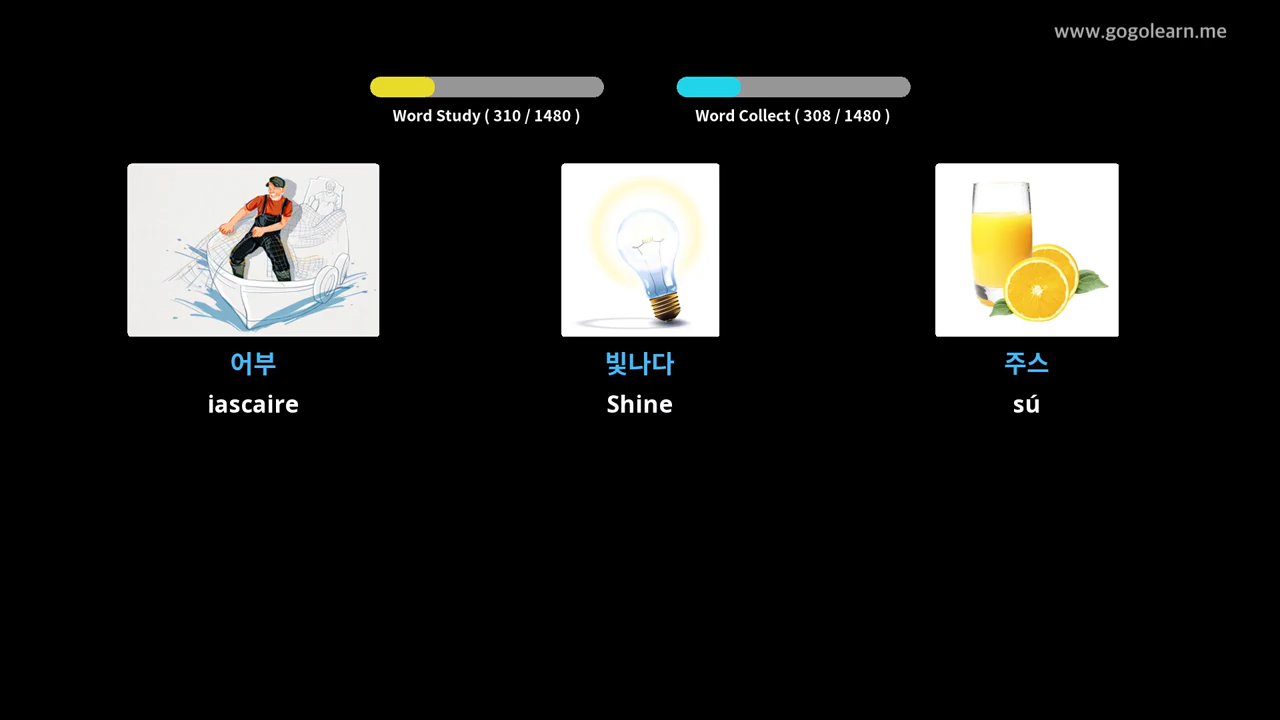 www.gogolearn.me
Word Study ( 310 / 1480 )
Word Collect ( 308 / 1480 )
어부
빛나다
주스
iascaire
Shine
sú